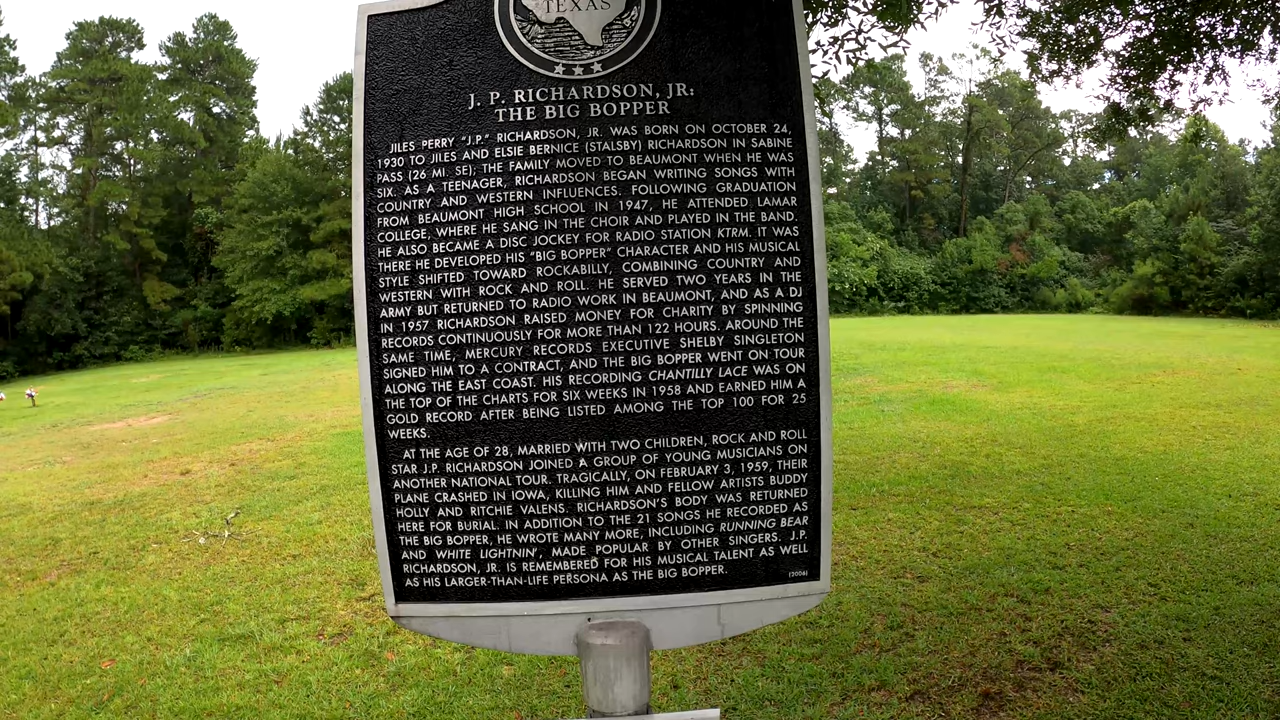 TEXAS
J. P. RICHARDSON, JR:
THE BIG BOPPER
JILES PERRY "J.P." RICHARDSON, JR. WAS BORN ON OCTOBER 24,
1930 TO JILES AND ELSIE BERNICE (STALSBY) RICHARDSON IN SABINE
PASS (26 MI. SE); THE FAMILY MOVED TO BEAUMONT WHEN HE WAS
SIX. AS A TEENAGER, RICHARDSON BEGAN WRITING SONGS WITH
COUNTRY AND WESTERN INFLUENCES. FOLLOWING GRADUATION
FROM BEAUMONT HIGH SCHOOL IN 1947, HE ATTENDED LAMAR
COLLEGE, WHERE HE SANG IN THE CHOIR AND PLAYED IN THE BAND.
HE ALSO BECAME A DISC JOCKEY FOR RADIO STATION KTRM. IT WAS
THERE HE DEVELOPED HIS "BIG BOPPER" CHARACTER AND HIS MUSICAL
STYLE SHIFTED TOWARD ROCKABILLY, COMBINING COUNTRY AND
WESTERN WITH ROCK AND ROLL. HE SERVED TWO YEARS IN THE
ARMY BUT RETURNED TO RADIO WORK IN BEAUMONT, AND AS A DJ
IN 1957 RICHARDSON RAISED MONEY FOR CHARITY BY SPINNING
RECORDS CONTINUOUSLY FOR MORE THAN 122 HOURS. AROUND THE
SAME TIME, MERCURY RECORDS EXECUTIVE SHELBY SINGLETON
SIGNED HIM TO A CONTRACT, AND THE BIG BOPPER WENT ON TOUR
ALONG THE EAST COAST. HIS RECORDING CHANTILLY LACE WAS ON
THE TOP OF THE CHARTS FOR SIX WEEKS IN 1958 AND EARNED HIM A
GOLD RECORD AFTER BEING LISTED AMONG THE TOP 100 FOR 25
WEEKS.
AT THE AGE OF 28, MARRIED WITH TWO CHILDREN, ROCK AND ROLL
STAR J.P. RICHARDSON JOINED A GROUP OF YOUNG MUSICIANS ON
ANOTHER NATIONAL TOUR. TRAGICALLY, ON FEBRUARY 3, 1959, THEIR
PLANE CRASHED IN IOWA, KILLING HIM AND FELLOW ARTISTS BUDDY
HOLLY AND RITCHIE VALENS. RICHARDSON'S BODY WAS RETURNED
HERE FOR BURIAL. IN ADDITION TO THE 21 SONGS HE RECORDED AS
THE BIG BOPPER, HE WROTE MANY MORE, INCLUDING RUNNING BEAR
AND WHITE LIGHTNIN', MADE POPULAR BY OTHER SINGERS. J.P.
RICHARDSON, JR. IS REMEMBERED FOR HIS MUSICAL TALENT AS WELL
AS HIS LARGER-THAN-LIFE PERSONA AS THE BIG BOPPER.
(2006)